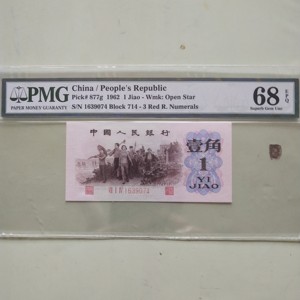 PMG
PAPER MONEY GUARANTY
China / People's Republic
Pick# 877g 1962 1 Jiao - Wmk: Open Star
S/N 1639074 Block 714 - 3 Red R. Numerals
68 EPQ
Superb Gem Unc
中國人民銀行
壹角
1
YI
JIAO
1639074